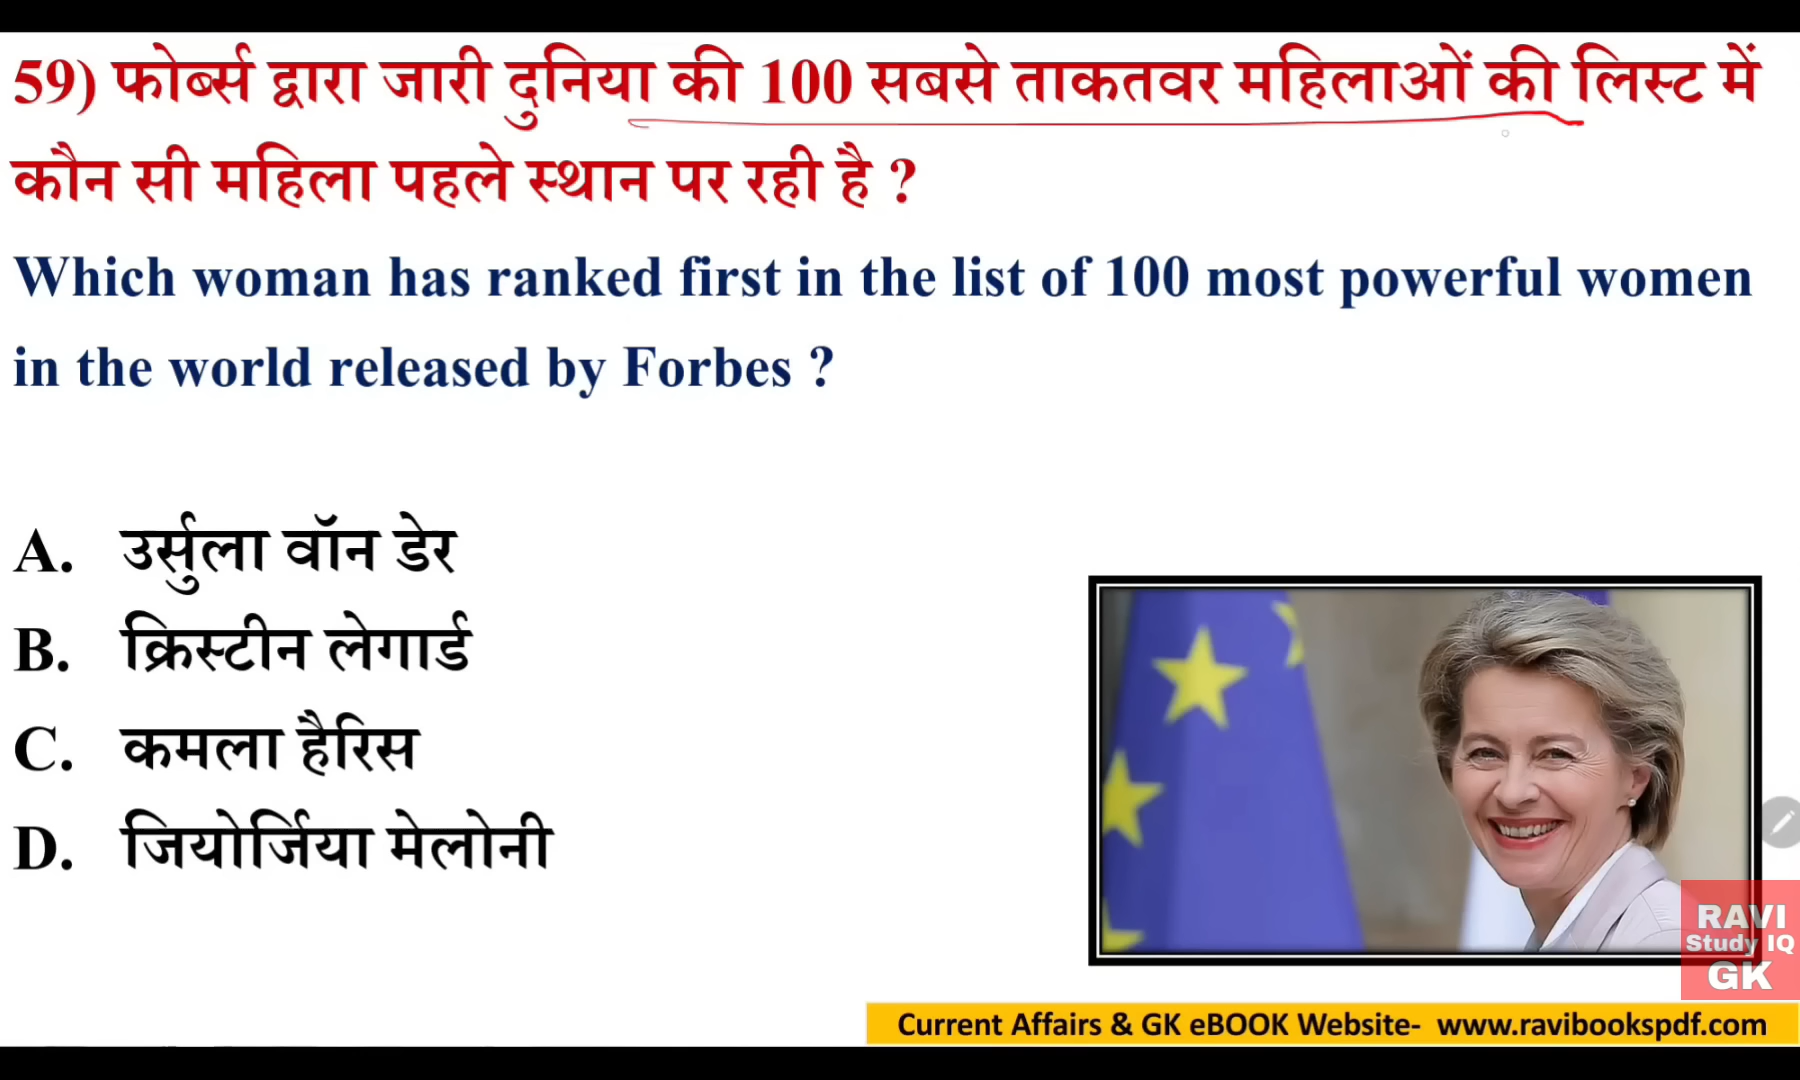 59) फोर्ब्स द्वारा जारी दुनिया की 100 सबसे ताकतवर महिलाओं की लिस्ट में
कौन सी महिला पहले स्थान पर रही है ?
Which woman has ranked first in the list of 100 most powerful women
in the world released by Forbes ?
A. उर्सुला वॉन डेर
B. क्रिस्टीन लेगार्ड
C. कमला हैरिस
D. जियोर्जिया मेलोनी
RAVI
Study IQ
GK
Current Affairs & GK eBOOK Website- www.ravibookspdf.com